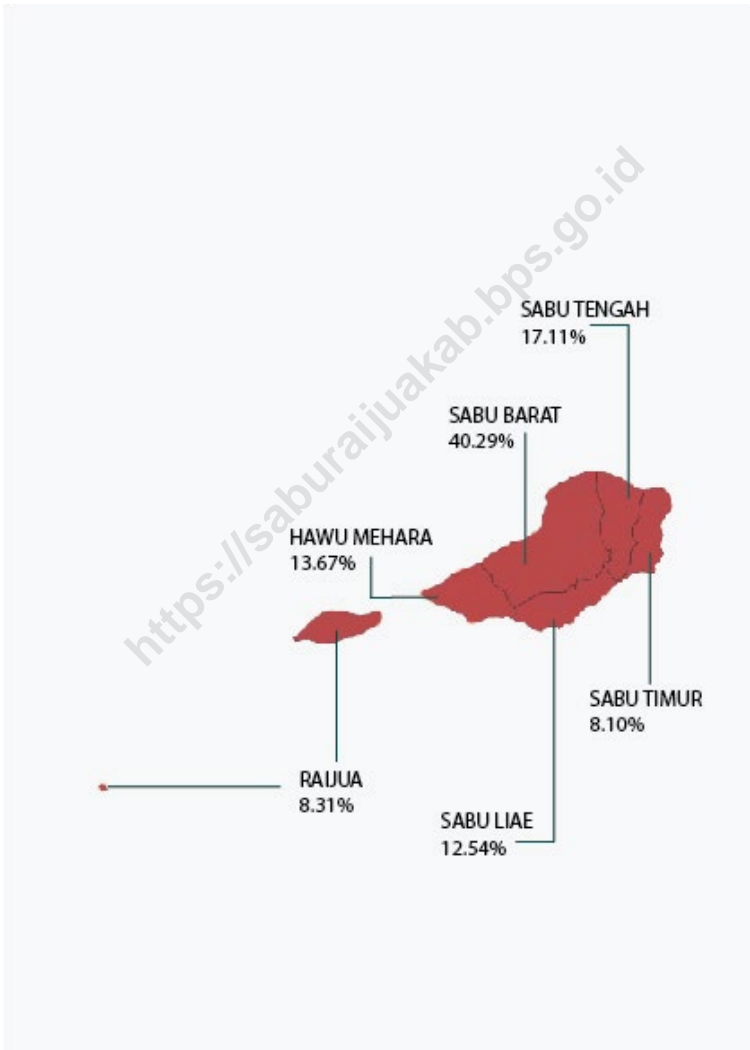 https://saburaijuakab.bps.go.id
SABU TENGAH
17.11%
SABU BARAT
40.29%
HAWU MEHARA
13.67%
SABU TIMUR
8.10%
RAIJUA
8.31%
SABU LIAE
12.54%